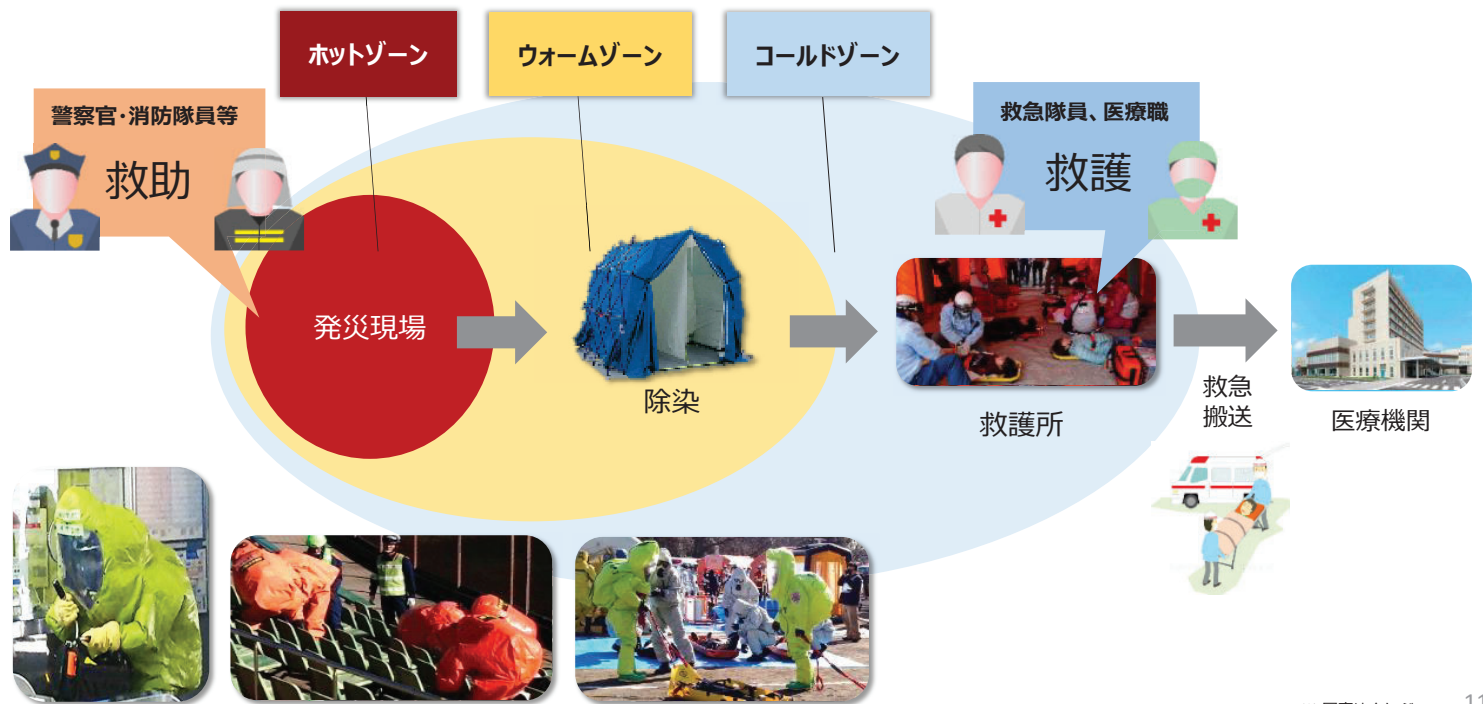 ホットゾーン
ウォームゾーン
コールドゾーン
警察官・消防隊員等
救助
救急隊員、医療職
救護
発災現場
除染
救護所
救急
搬送
医療機関
11